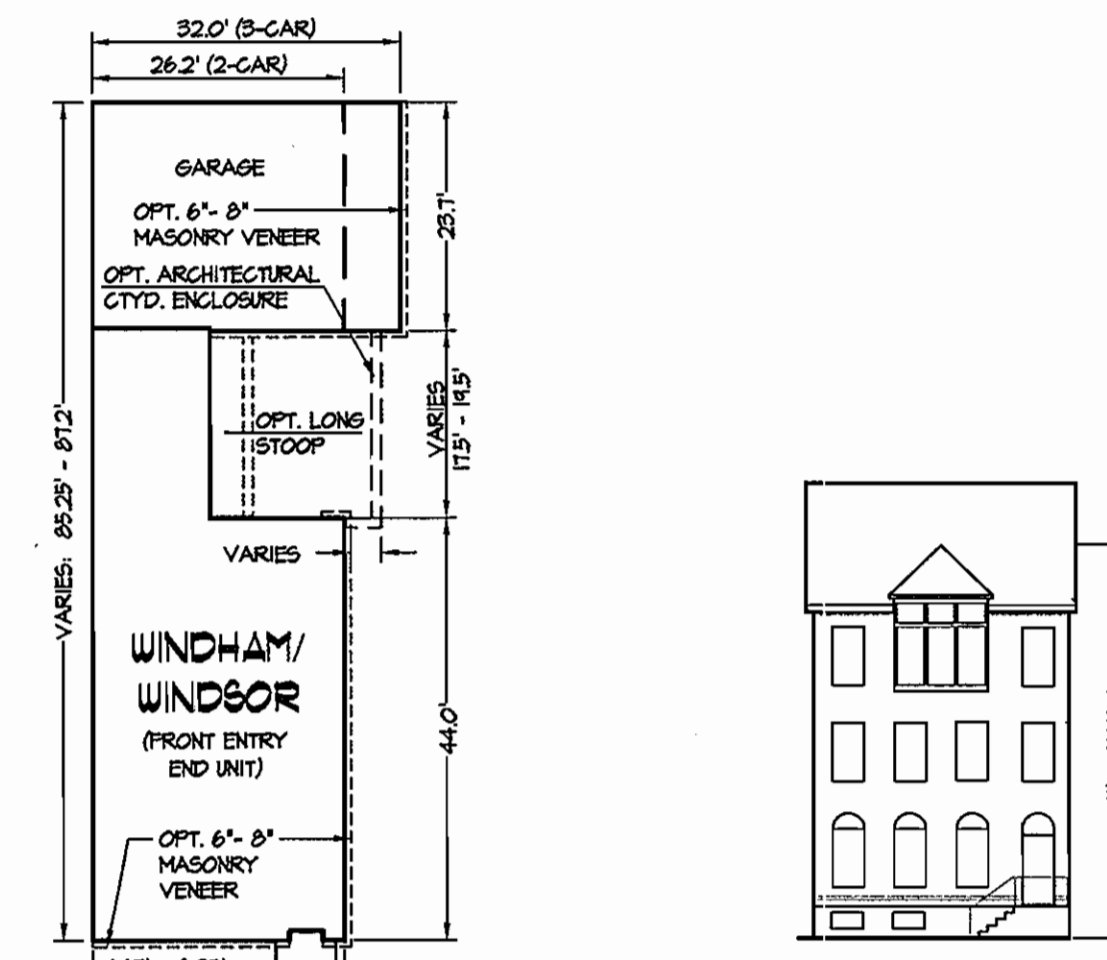 32.0' (3-CAR)
26.2' (2-CAR)
GARAGE
OPT. 6"- 8"
MASONRY VENEER
OPT. ARCHITECTURAL
CTYD. ENCLOSURE
23.7'
OPT. LONG
STOOP
VARIES
17.5' - 19.5'
VARIES: 85.25' - 87.2'
VARIES
WINDHAM/
WINDSOR
(FRONT ENTRY
END UNIT)
44.0'
OPT. 6"- 8"
MASONRY
VENEER